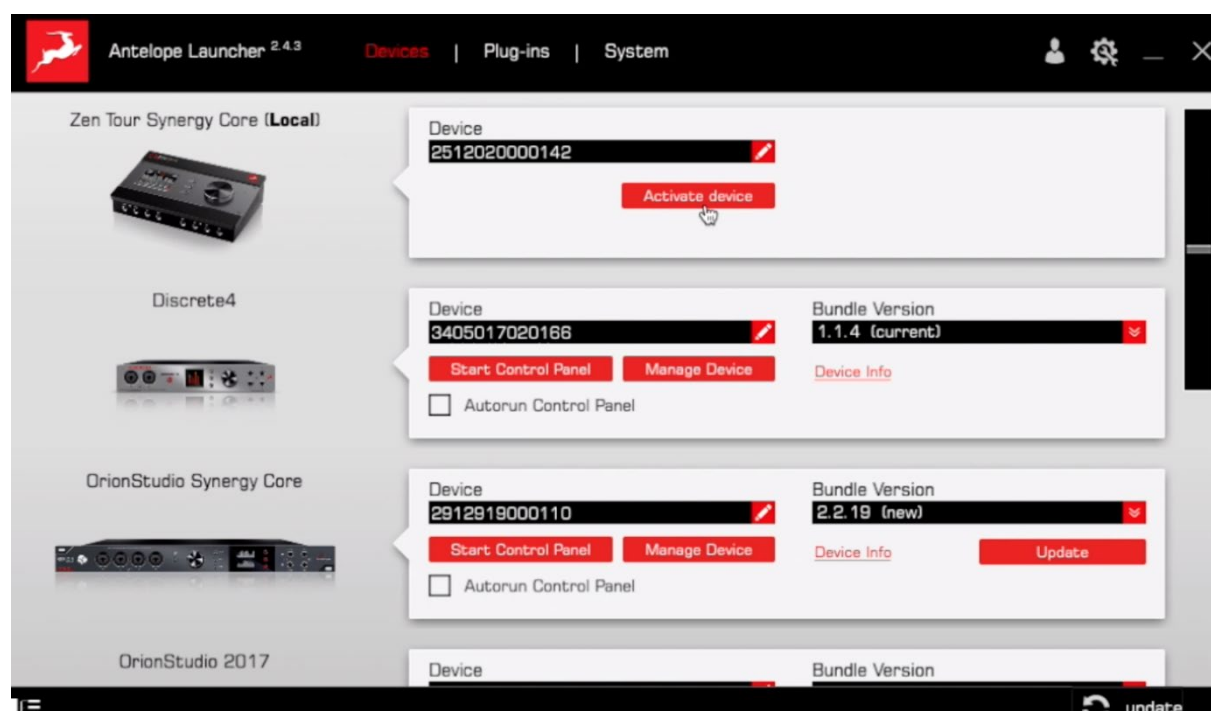 Antelope Launcher 2.4.3 Devices | Plug-ins | System
Zen Tour Synergy Core (Local)
Device
2512020000142
Activate device
Discrete4
Device
3405017020166
Start Control Panel Manage Device
Autorun Control Panel
Bundle Version
1.1.4 (current)
Device Info
OrionStudio Synergy Core
Device
2912919000110
Start Control Panel Manage Device
Autorun Control Panel
Bundle Version
2.2.19 (new)
Device Info Update
OrionStudio 2017
Device
Bundle Version
update